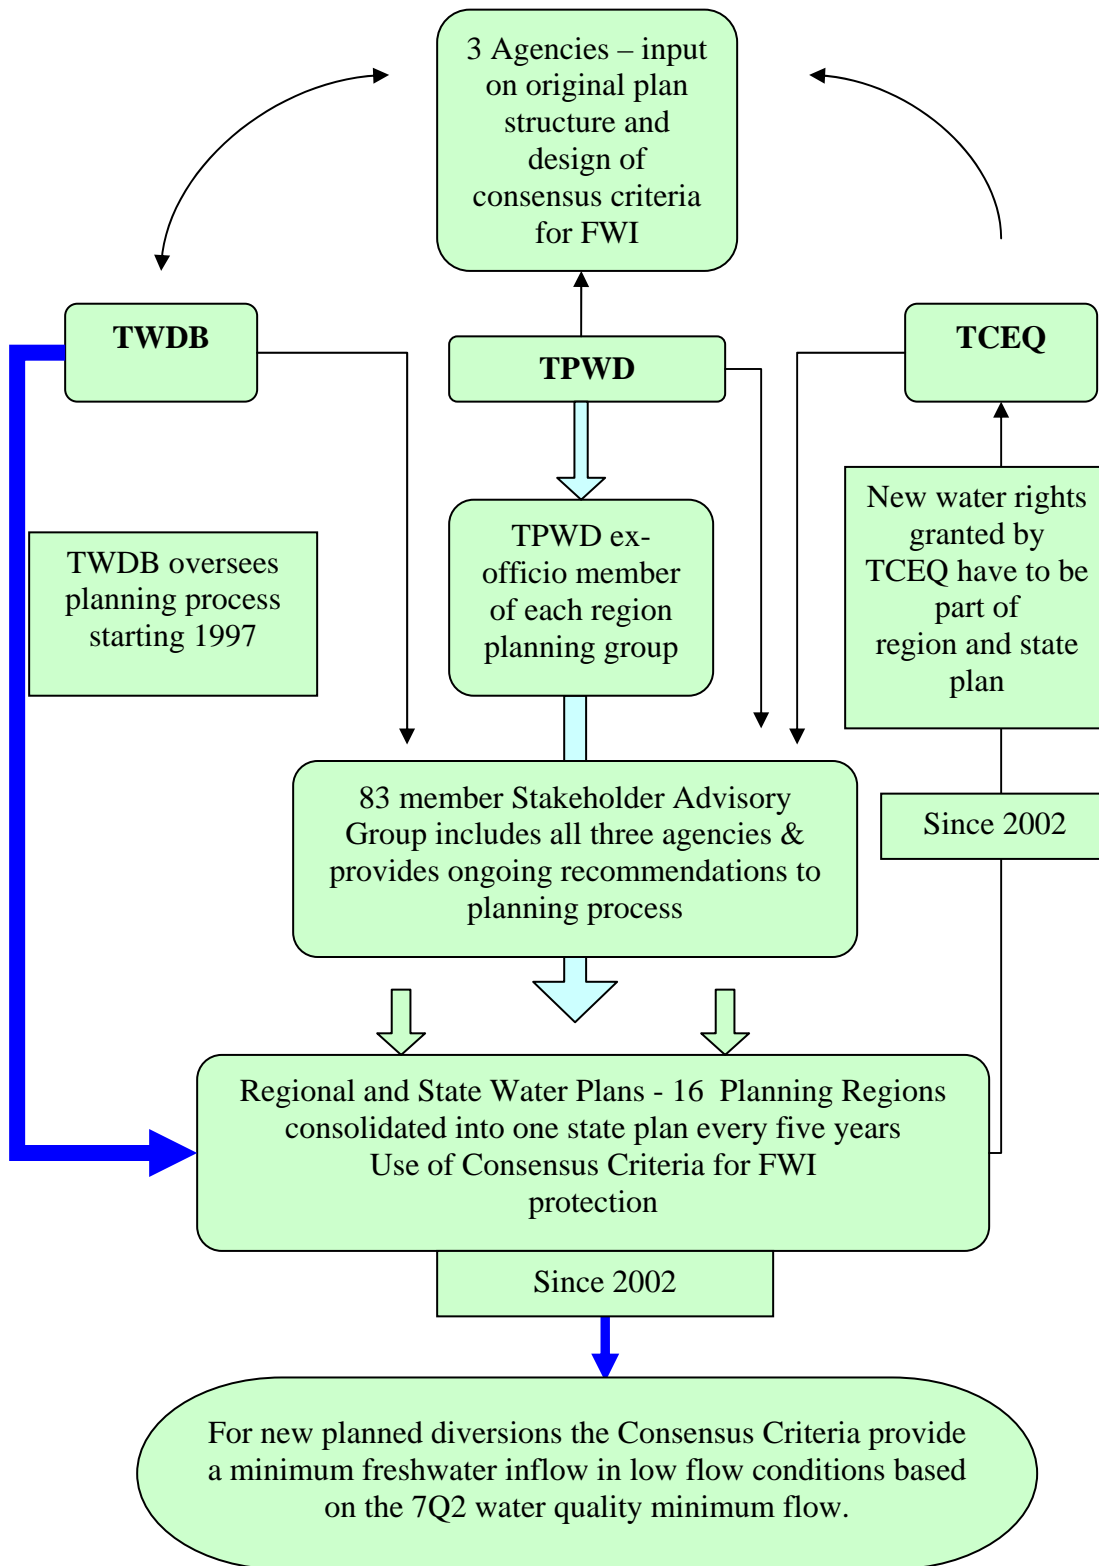 3 Agencies – input
on original plan
structure and
design of
consensus criteria
for FWI
TWDB
TPWD
TCEQ
TWDB oversees
planning process
starting 1997
TPWD ex-
officio member
of each region
planning group
New water rights
granted by
TCEQ have to be
part of
region and state
plan
83 member Stakeholder Advisory
Group includes all three agencies &
provides ongoing recommendations to
planning process
Since 2002
Regional and State Water Plans - 16  Planning Regions
consolidated into one state plan every five years
Use of Consensus Criteria for FWI
protection
Since 2002
For new planned diversions the Consensus Criteria provide
a minimum freshwater inflow in low flow conditions based
on the 7Q2 water quality minimum flow.